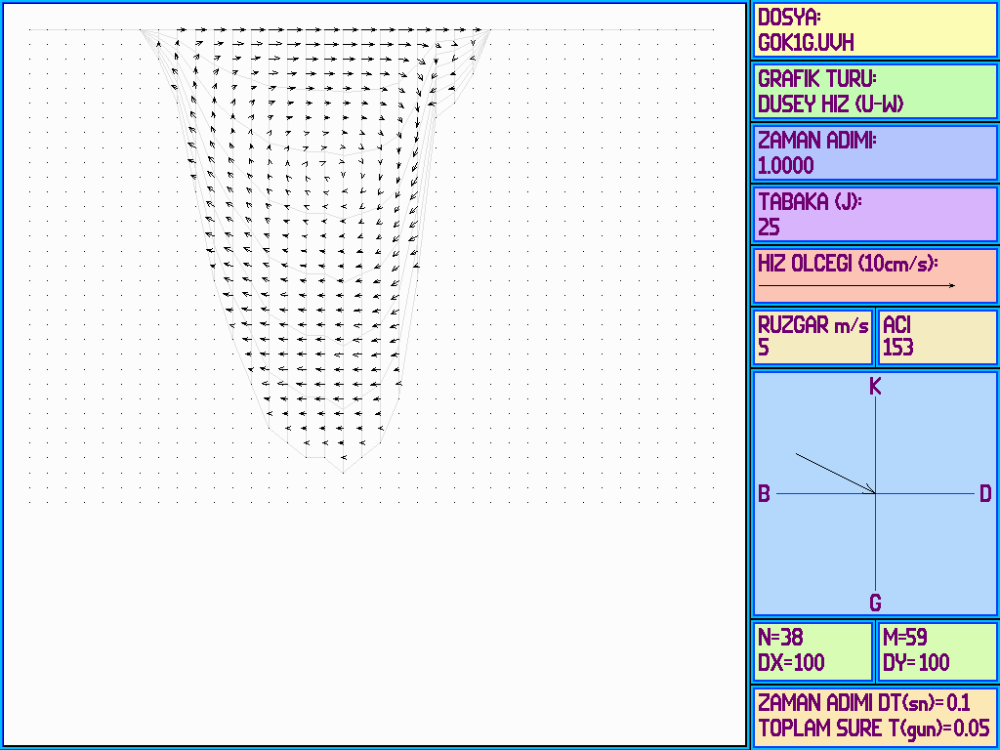 DOSYA:
GOK1G.UVH
GRAFIK TURU:
DUSEY HIZ (U-W)
ZAMAN ADIMI:
1.0000
TABAKA (J):
25
HIZ OLCEGI (10cm/s):
RUZGAR m/s
5
ACI
153
K
B
D
G
N=38
DX=100
M=59
DY=100
ZAMAN ADIMI DT(sn)=0.1
TOPLAM SURE T(gun)=0.05